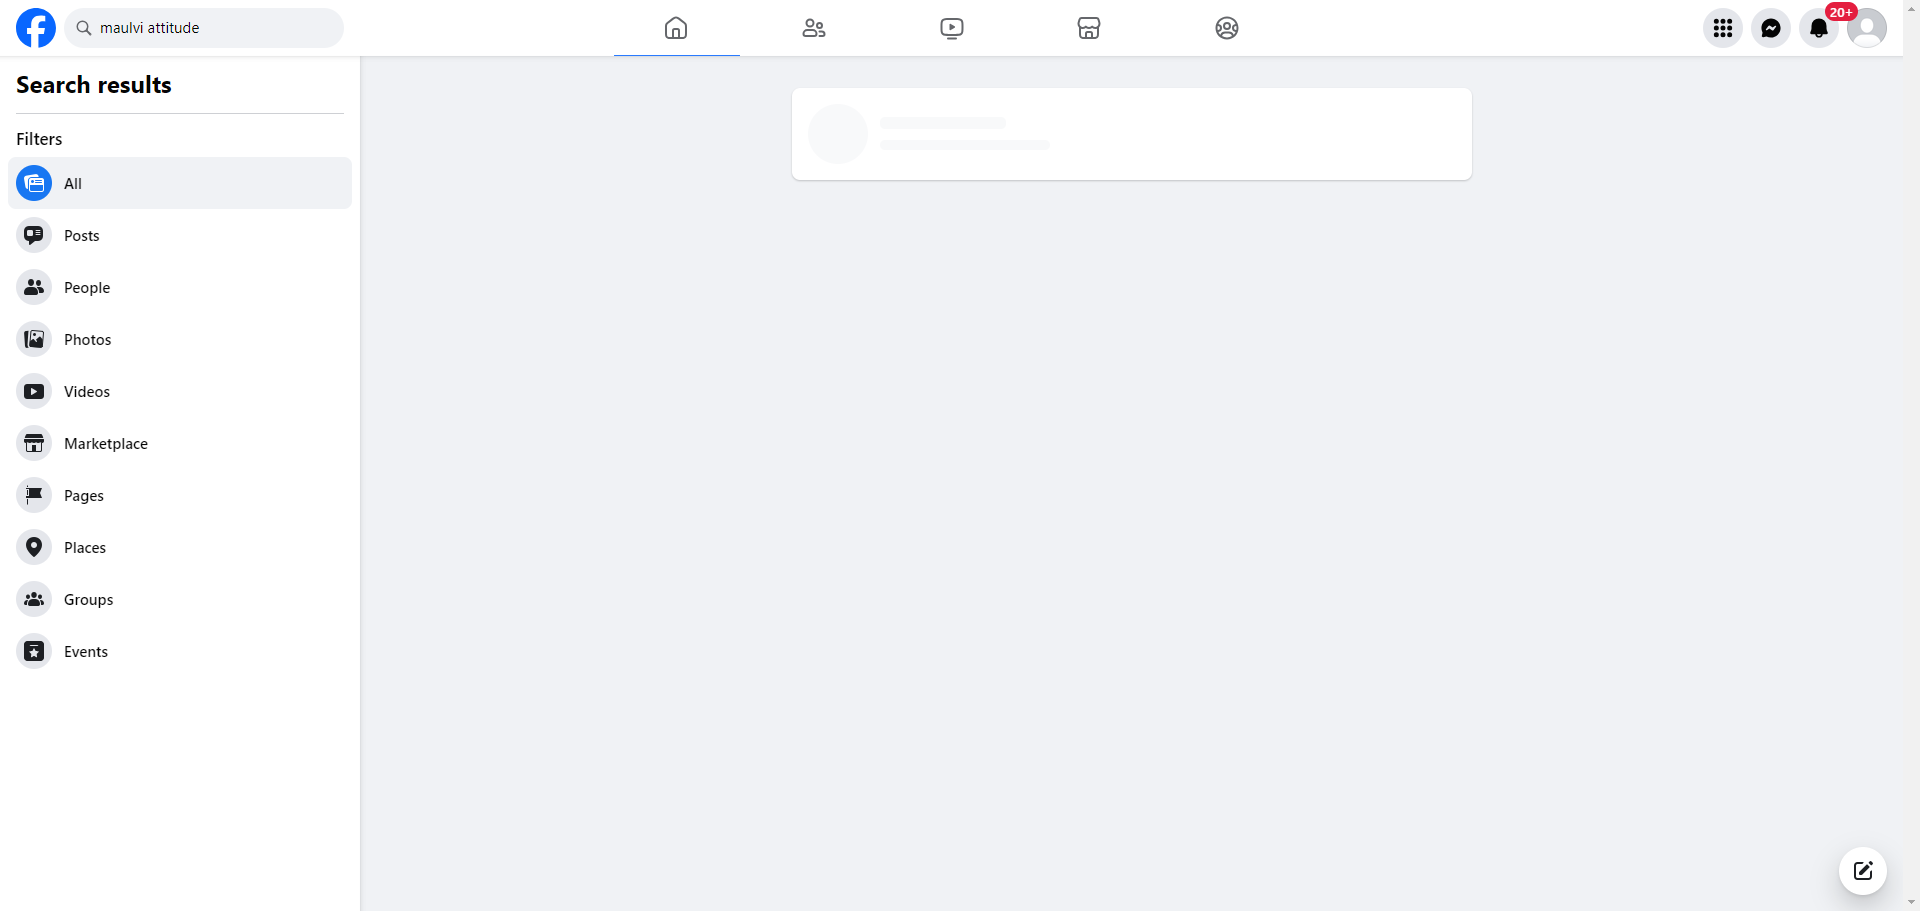 maulvi attitude
20+
Search results
Filters
All
Posts
People
Photos
Videos
Marketplace
Pages
Places
Groups
Events